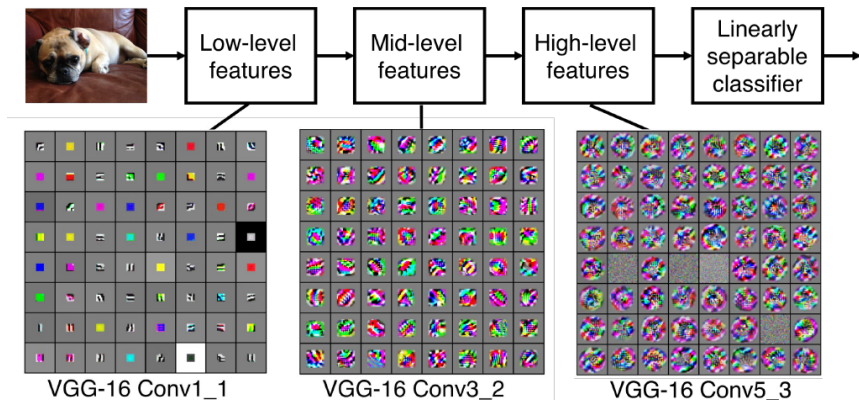 Low-level
features
Mid-level
features
High-level
features
Linearly
separable
classifier
VGG-16 Conv1_1
VGG-16 Conv3_2
VGG-16 Conv5_3